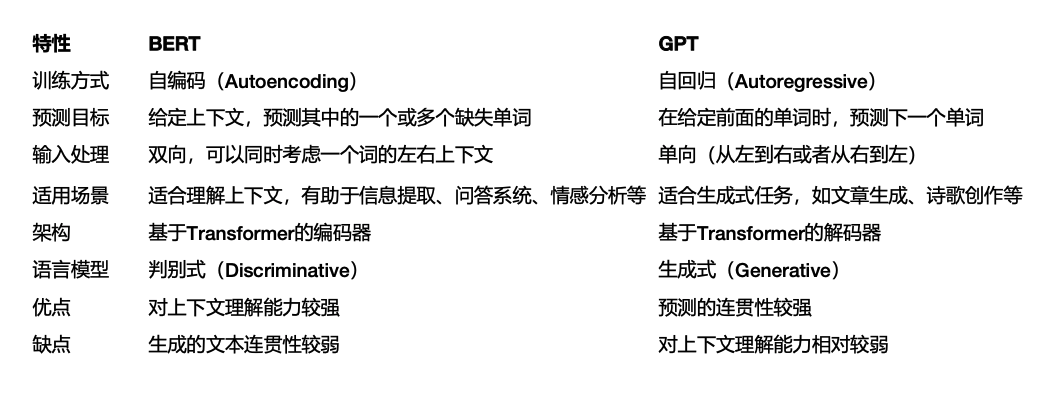 特性 BERT GPT
训练方式 自编码（Autoencoding） 自回归（Autoregressive）
预测目标 给定上下文，预测其中的一个或多个缺失单词 在给定前面的单词时，预测下一个单词
输入处理 双向，可以同时考虑一个词的左右上下文 单向（从左到右或者从右到左）
适用场景 适合理解上下文，有助于信息提取、问答系统、情感分析等 适合生成式任务，如文章生成、诗歌创作等
架构 基于Transformer的编码器 基于Transformer的解码器
语言模型 判别式（Discriminative） 生成式（Generative）
优点 对上下文理解能力较强 预测的连贯性较强
缺点 生成的文本连贯性较弱 对上下文理解能力相对较弱